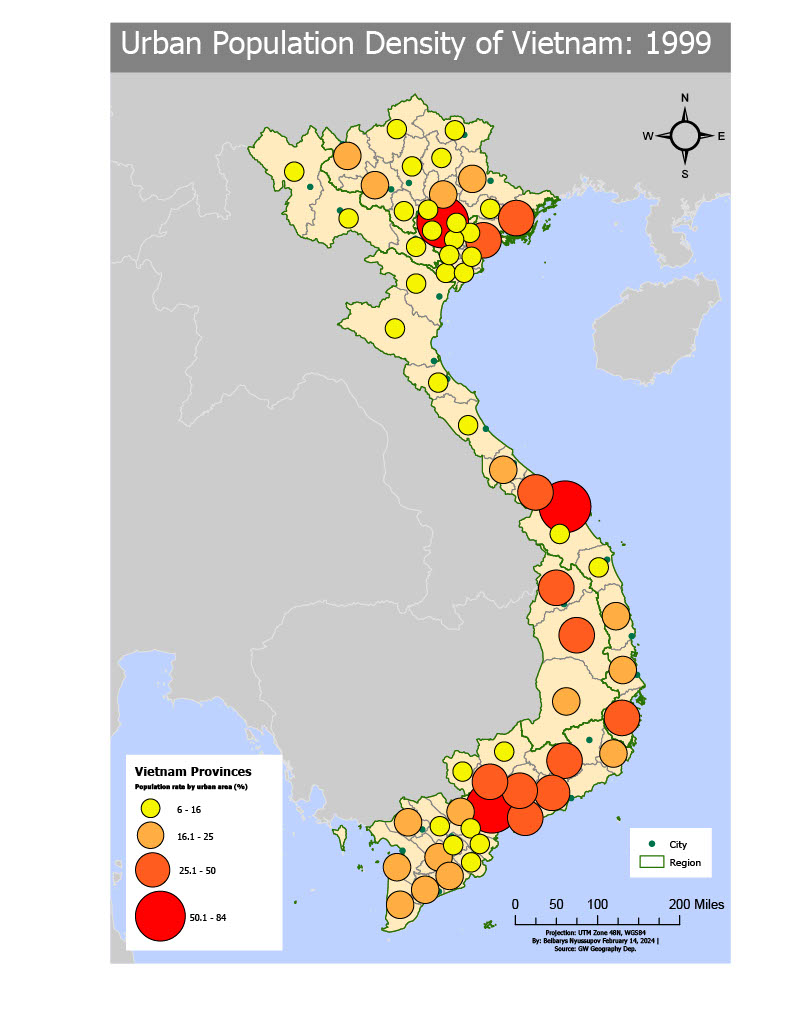 Urban Population Density of Vietnam: 1999
N
W E
S
Vietnam Provinces
Population rate by urban area (%)
6 - 16
16.1 - 25
25.1 - 50
50.1 - 84
City
Region
0 50 100 200 Miles
Projection: UTM Zone 48N, WGS84
By: Beibarys Nyussupov February 14, 2024 |
Source: GW Geography Dep.